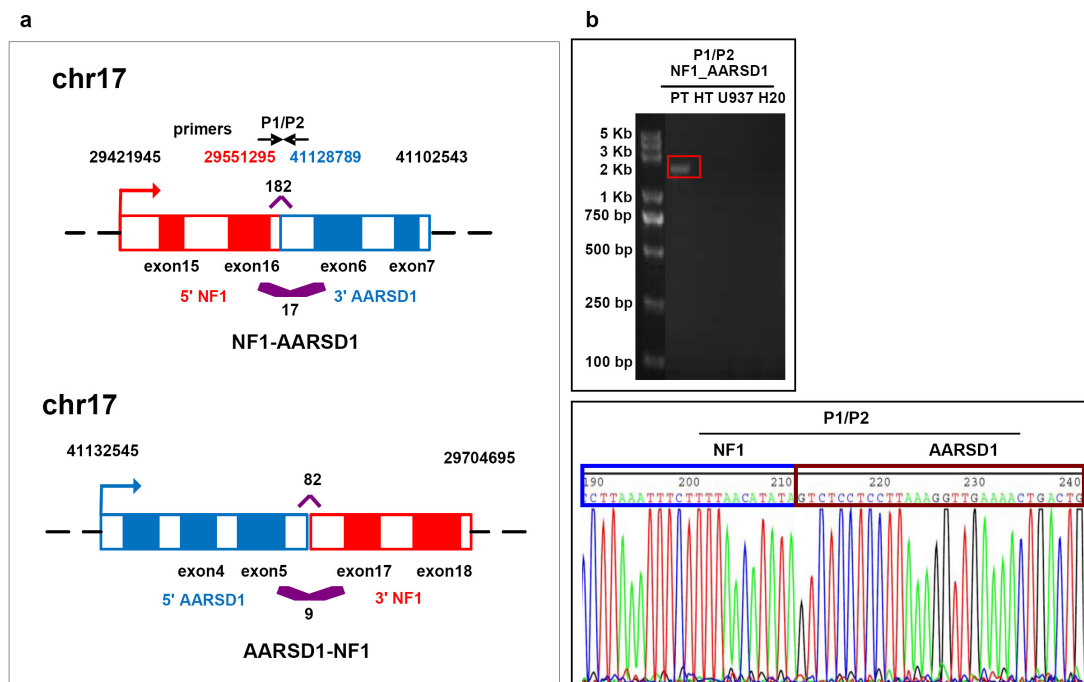 a
chr17
primers P1/P2
29421945 29551295 41128789 41102543
182
exon15 exon16 exon6 exon7
5' NF1 3' AARSD1
17
NF1-AARSD1
chr17
41132545 29704695
82
exon4 exon5 exon17 exon18
5' AARSD1 3' NF1
9
AARSD1-NF1
b
P1/P2
NF1_AARSD1
PT HT U937 H20
5 Kb
3 Kb
2 Kb
1 Kb
750 bp
500 bp
250 bp
100 bp
P1/P2
NF1 AARSD1
190 200 210 220 230 240
CTTAAATTTCTTTTAACATATAGTCTCCTCCTTAAAGGTTGAAAACTGACTG